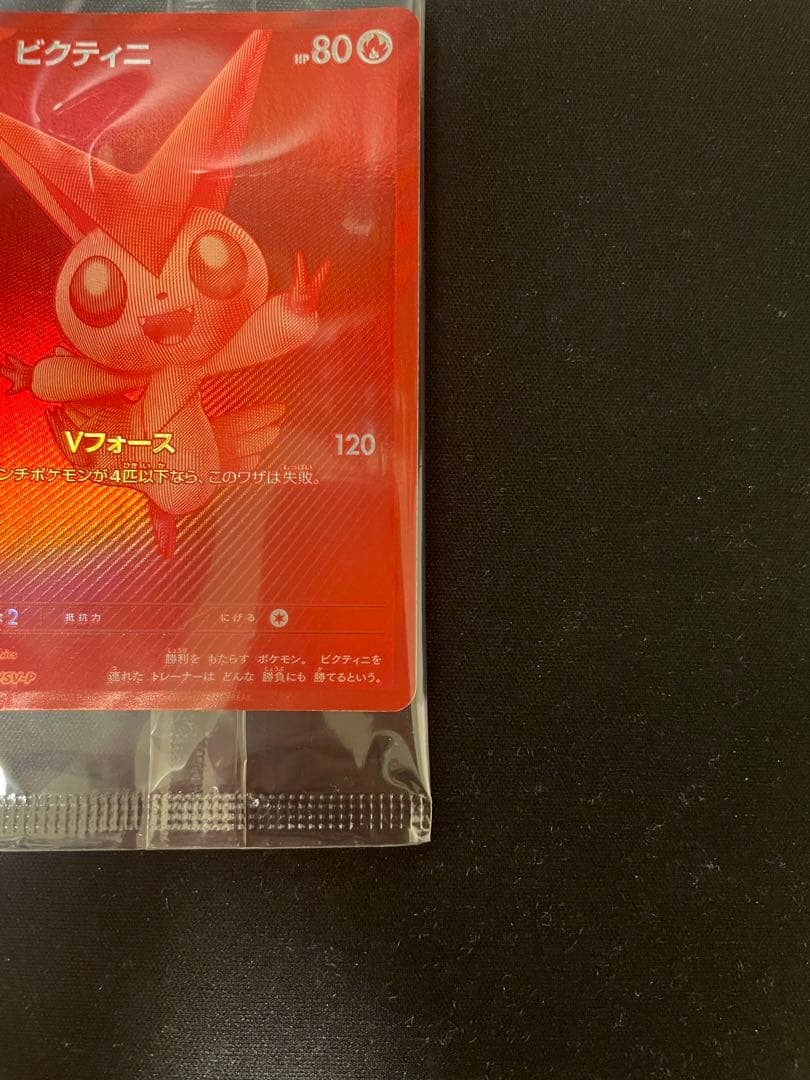 ビクティニ HP80
Vフォース 120
ンチポケモンが4匹以下なら、このワザは失敗。
×2 抵抗力 にげる
勝利を もたらす ポケモン。 ビクティニを
連れた トレーナーは どんな 勝負にも 勝てるという。
/SV-P